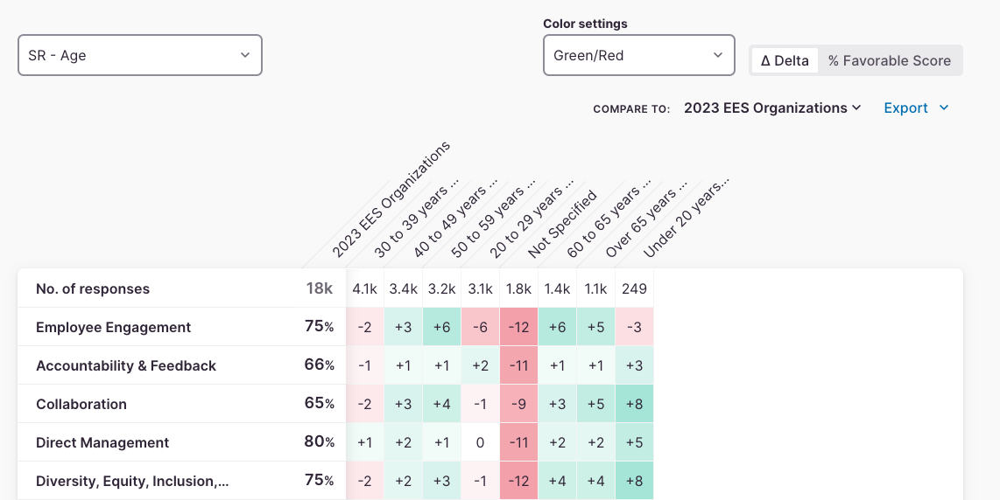 Color settings
SR - Age
Green/Red
Δ Delta
% Favorable Score
COMPARE TO: 2023 EES Organizations
Export
2023 EES Organizations
30 to 39 years ...
40 to 49 years ...
50 to 59 years ...
20 to 29 years ...
Not Specified
60 to 65 years ...
Over 65 years ...
Under 20 years...
No. of responses 18k 4.1k 3.4k 3.2k 3.1k 1.8k 1.4k 1.1k 249
Employee Engagement 75% -2 +3 +6 -6 -12 +6 +5 -3
Accountability & Feedback 66% -1 +1 +1 +2 -11 +1 +1 +3
Collaboration 65% -2 +3 +4 -1 -9 +3 +5 +8
Direct Management 80% +1 +2 +1 0 -11 +2 +2 +5
Diversity, Equity, Inclusion,... 75% -2 +2 +3 -1 -12 +4 +4 +8